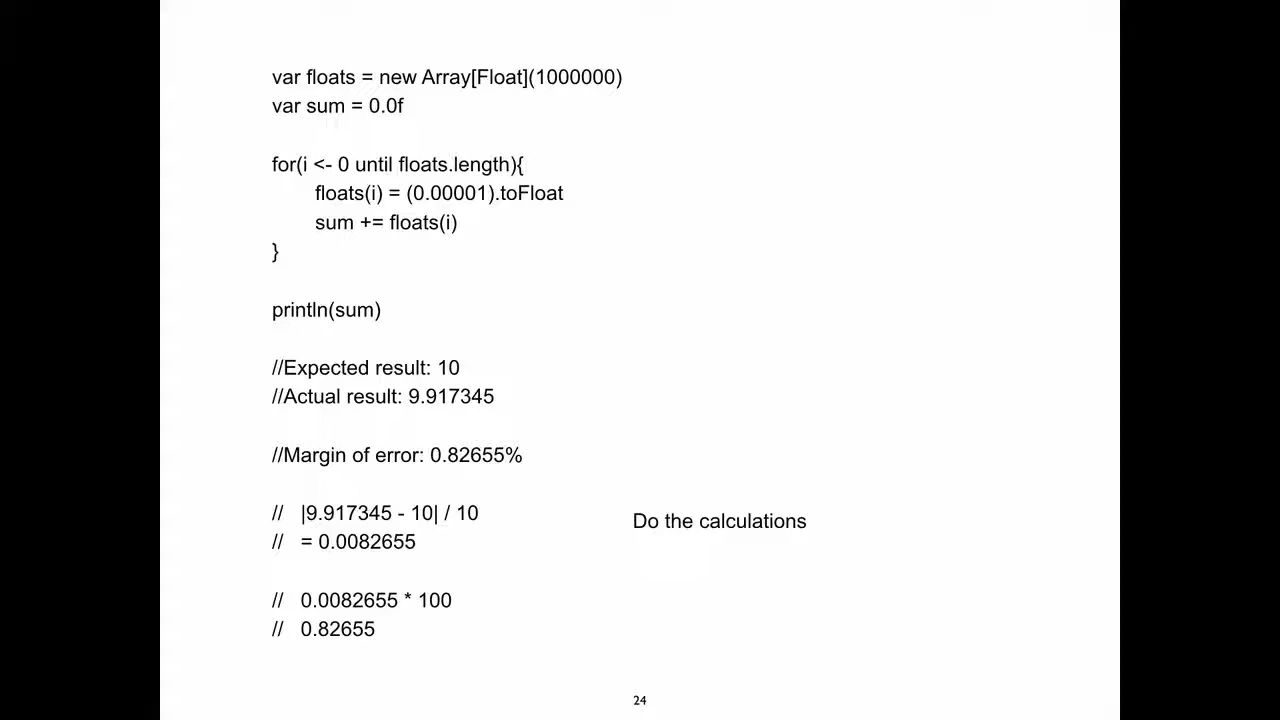 var floats = new Array[Float](1000000)
var sum = 0.0f
for(i <- 0 until floats.length){
floats(i) = (0.00001).toFloat
sum += floats(i)
}
println(sum)
//Expected result: 10
//Actual result: 9.917345
//Margin of error: 0.82655%
// |9.917345 - 10| / 10
// = 0.0082655
Do the calculations
// 0.0082655 * 100
// 0.82655
24